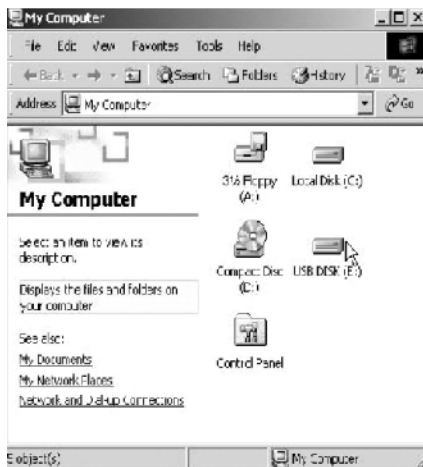 My Computer
File Edit View Favorites Tools Help
Back Search Folders History »
Address My Computer Go
My Computer
Select an item to view its
description.
Displays the files and folders on
your computer
See also:
My Documents
My Network Places
Network and Dial-up Connections
3½ Floppy
(A:)
Local Disk (C:)
Compact Disc
(D:)
USB DISK (E:)
Control Panel
5 object(s) My Computer